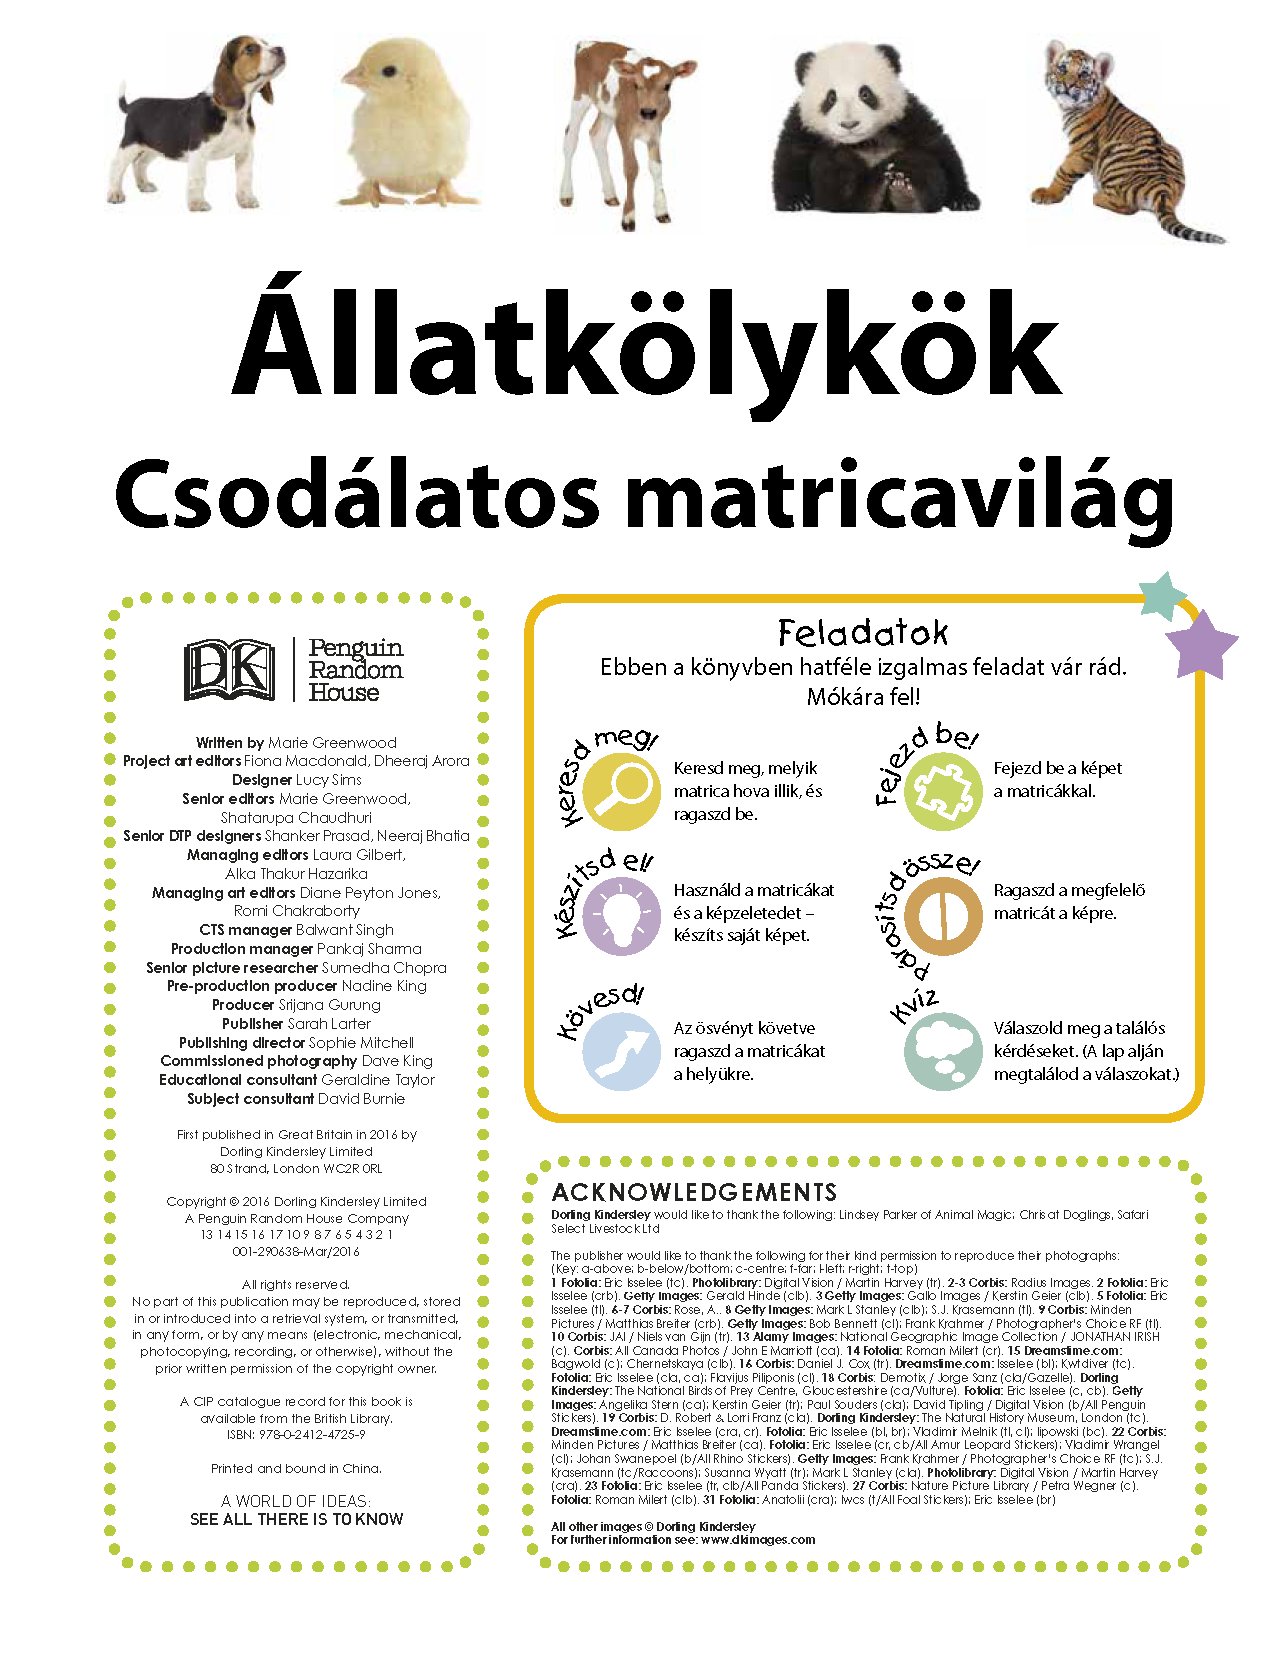 Állatkölykök
Csodálatos matricavilág
DK
Penguin
Random
House
Written by Marie Greenwood
Project art editors Fiona Macdonald, Dheeraj Arora
Designer Lucy Sims
Senior editors Marie Greenwood,
Shatarupa Chaudhuri
Senior DTP designers Shanker Prasad, Neeraj Bhatia
Managing editors Laura Gilbert,
Alka Thakur Hazarika
Managing art editors Diane Peyton Jones,
Romi Chakraborty
CTS manager Balwant Singh
Production manager Pankaj Sharma
Senior picture researcher Sumedha Chopra
Pre-production producer Nadine King
Producer Srijana Gurung
Publisher Sarah Larter
Publishing director Sophie Mitchell
Commissioned photography Dave King
Educational consultant Geraldine Taylor
Subject consultant David Burnie
First published in Great Britain in 2016 by
Dorling Kindersley Limited
80 Strand, London WC2R 0RL
Copyright © 2016 Dorling Kindersley Limited
A Penguin Random House Company
13 14 15 16 17 10 9 8 7 6 5 4 3 2 1
001-290638-Mar/2016
All rights reserved.
No part of this publication may be reproduced, stored
in or introduced into a retrieval system, or transmitted,
in any form, or by any means (electronic, mechanical,
photocopying, recording, or otherwise), without the
prior written permission of the copyright owner.
A CIP catalogue record for this book is
available from the British Library.
ISBN: 978-0-2412-4725-9
Printed and bound in China.
A WORLD OF IDEAS:
SEE ALL THERE IS TO KNOW
Feladatok
Ebben a könyvben hatféle izgalmas feladat vár rád.
Mókára fel!
Keresd meg!
Keresd meg, melyik
matrica hova illik, és
ragaszd be.
Fejezd be!
Fejezd be a képet
a matricákkal.
Készítsd el!
Használd a matricákat
és a képzeletedet –
készíts saját képet.
Párosítsd össze!
Ragaszd a megfelelő
matricát a képre.
Kövesd!
Az ösvényt követve
ragaszd a matricákat
a helyükre.
Kvíz
Válaszold meg a találós
kérdéseket. (A lap alján
megtalálod a válaszokat.)
ACKNOWLEDGEMENTS
Dorling Kindersley would like to thank the following: Lindsey Parker of Animal Magic; Chris at Doglings, Safari
Select Livestock Ltd
The publisher would like to thank the following for their kind permission to reproduce their photographs:
(Key: a-above; b-below/bottom; c-centre; f-far; l-left; r-right; t-top)
1 Fotolia: Eric Isselee (tc). Photolibrary: Digital Vision / Martin Harvey (tr). 2-3 Corbis: Radius Images. 2 Fotolia: Eric
Isselee (crb). Getty Images: Gerald Hinde (clb). 3 Getty Images: Gallo Images / Kerstin Geier (clb). 5 Fotolia: Eric
Isselee (tl). 6-7 Corbis: Rose, A.. 8 Getty Images: Mark L Stanley (clb); S.J. Krasemann (tl). 9 Corbis: Minden
Pictures / Matthias Breiter (crb). Getty Images: Bob Bennett (cl); Frank Krahmer / Photographer's Choice RF (tl).
10 Corbis: JAI / Niels van Gijn (tr). 13 Alamy Images: National Geographic Image Collection / JONATHAN IRISH
(c). Corbis: All Canada Photos / John E Marriott (ca). 14 Fotolia: Roman Milert (cr). 15 Dreamstime.com:
Bagwold (c); Chernetskaya (clb). 16 Corbis: Daniel J. Cox (tr). Dreamstime.com: Isselee (bl); Kwtdiver (tc).
Fotolia: Eric Isselee (cla, ca); Flavijus Piliponis (cl). 18 Corbis: Demotix / Jorge Sanz (cla/Gazelle). Dorling
Kindersley: The National Birds of Prey Centre, Gloucestershire (ca/Vulture). Fotolia: Eric Isselee (c, cb). Getty
Images: Angelika Stern (ca); Kerstin Geier (tr); Paul Souders (cla); David Tipling / Digital Vision (b/All Penguin
Stickers). 19 Corbis: D. Robert & Lorri Franz (cla). Dorling Kindersley: The Natural History Museum, London (tc).
Dreamstime.com: Eric Isselee (cra, cr). Fotolia: Eric Isselee (bl, br); Vladimir Melnik (tl, cl); lipowski (bc). 22 Corbis:
Minden Pictures / Matthias Breiter (ca). Fotolia: Eric Isselee (cr, cb/All Amur Leopard Stickers); Vladimir Wrangel
(cl); Johan Swanepoel (b/All Rhino Stickers). Getty Images: Frank Krahmer / Photographer's Choice RF (tc); S.J.
Krasemann (tc/Raccoons); Susanna Wyatt (tr); Mark L Stanley (cla). Photolibrary: Digital Vision / Martin Harvey
(cra). 23 Fotolia: Eric Isselee (tr, clb/All Panda Stickers). 27 Corbis: Nature Picture Library / Petra Wegner (c).
Fotolia: Roman Milert (clb). 31 Fotolia: Anatolii (cra); lwcs (t/All Foal Stickers); Eric Isselee (br)
All other images © Dorling Kindersley
For further information see: www.dkimages.com